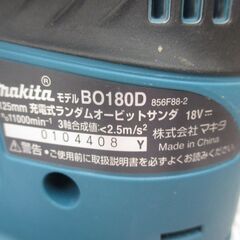 makita® モデル BO180D 856F88-2
125mm 充電式ランダムオービットサンダ 18V⎓
n₀11000min⁻¹ 3軸合成値:<2.5m/s²
0104408 Y 株式会社 マキタ
Made in China
⚠警告 ●ご使用前に取扱説明書を必ず